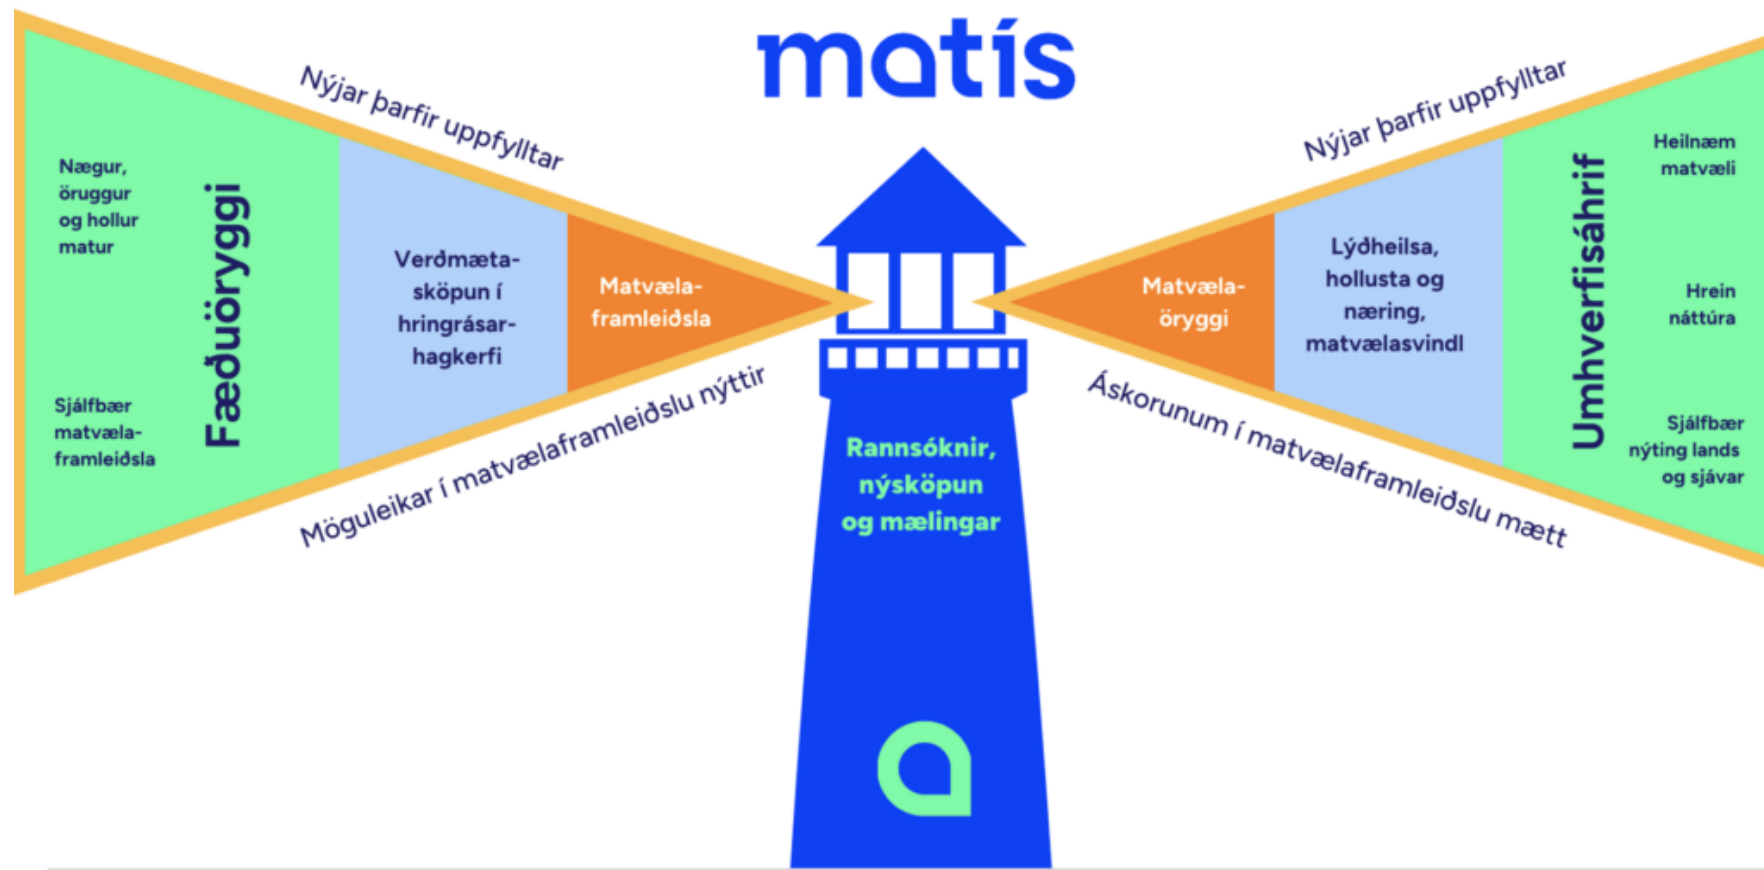 matís
Nýjar þarfir uppfylltar
Nægur,
öruggur
og hollur
matur
Sjálfbær
matvæla-
framleiðsla
Fæðuöryggi
Verðmæta-
sköpun í
hringrásar-
hagkerfi
Matvæla-
framleiðsla
Möguleikar í matvælaframleiðslu nýttir
Rannsóknir,
nýsköpun
og mælingar
Nýjar þarfir uppfylltar
Matvæla-
öryggi
Lýðheilsa,
hollusta og
næring,
matvælasvindl
Umhverfisáhrif
Heilnæm
matvæli
Hrein
náttúra
Sjálfbær
nýting lands
og sjávar
Áskorunum í matvælaframleiðslu mætt